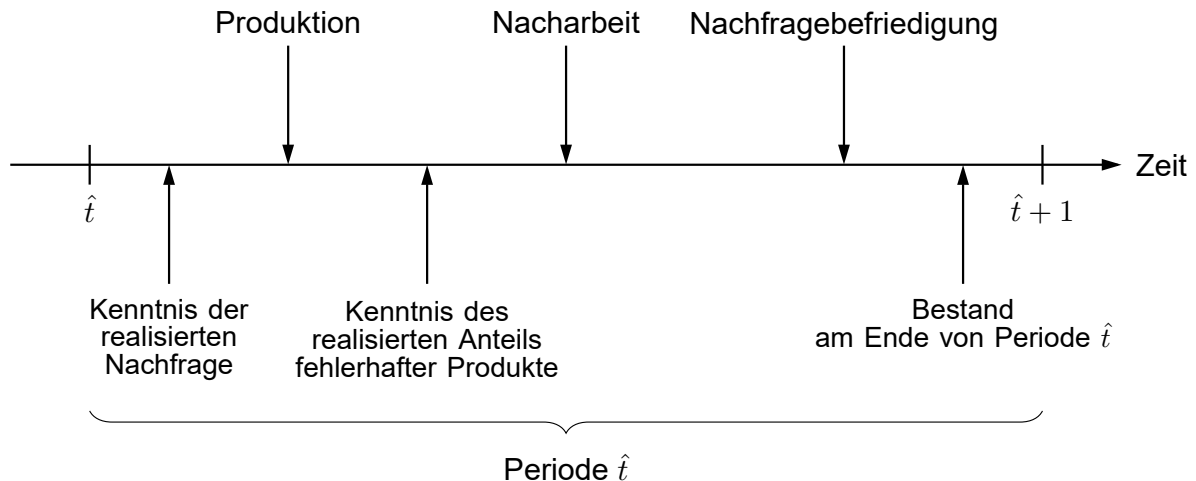 Produktion
Nacharbeit
Nachfragebefriedigung
Zeit
t̂
t̂ + 1
Kenntnis der
realisierten
Nachfrage
Kenntnis des
realisierten Anteils
fehlerhafter Produkte
Bestand
am Ende von Periode t̂
Periode t̂